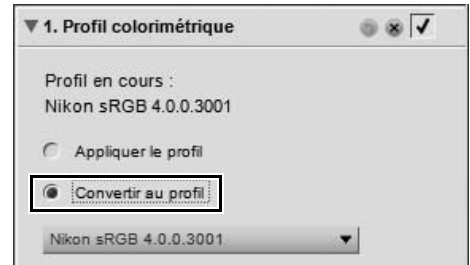 1. Profil colorimétrique
Profil en cours :
Nikon sRGB 4.0.0.3001
Appliquer le profil
Convertir au profil
Nikon sRGB 4.0.0.3001